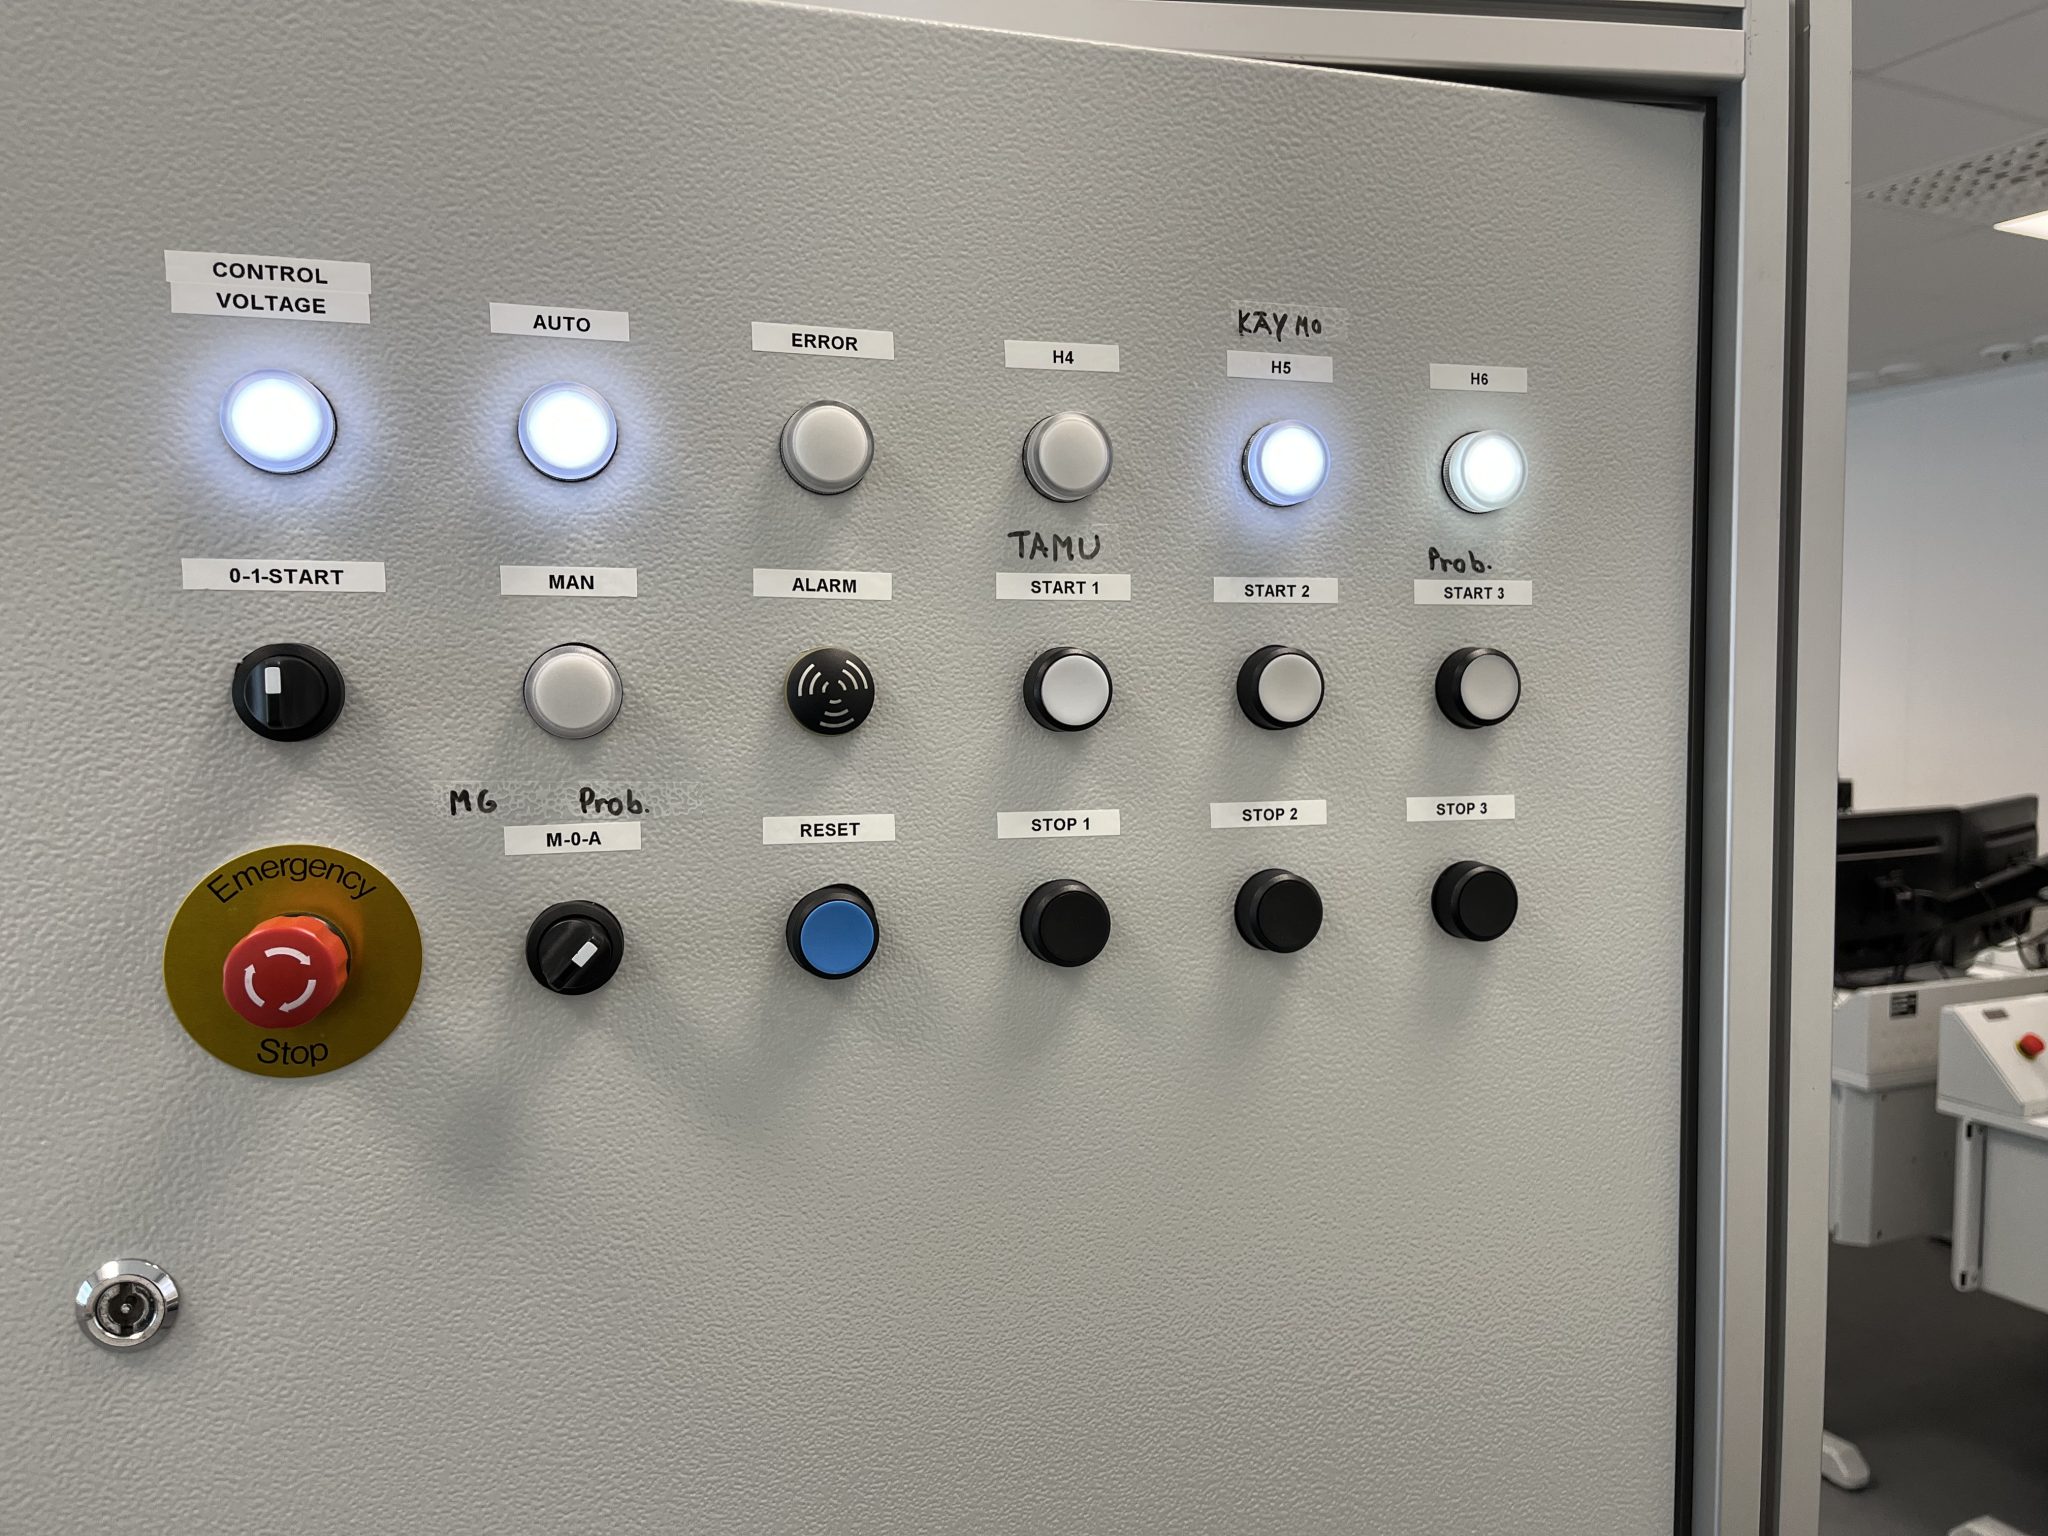 CONTROL
VOLTAGE
AUTO
ERROR
H4
KÄY MO
H5
H6
0-1-START
MAN
ALARM
TAMU
START 1
START 2
Prob.
START 3
MG Prob.
M-0-A
RESET
STOP 1
STOP 2
STOP 3
Emergency
Stop